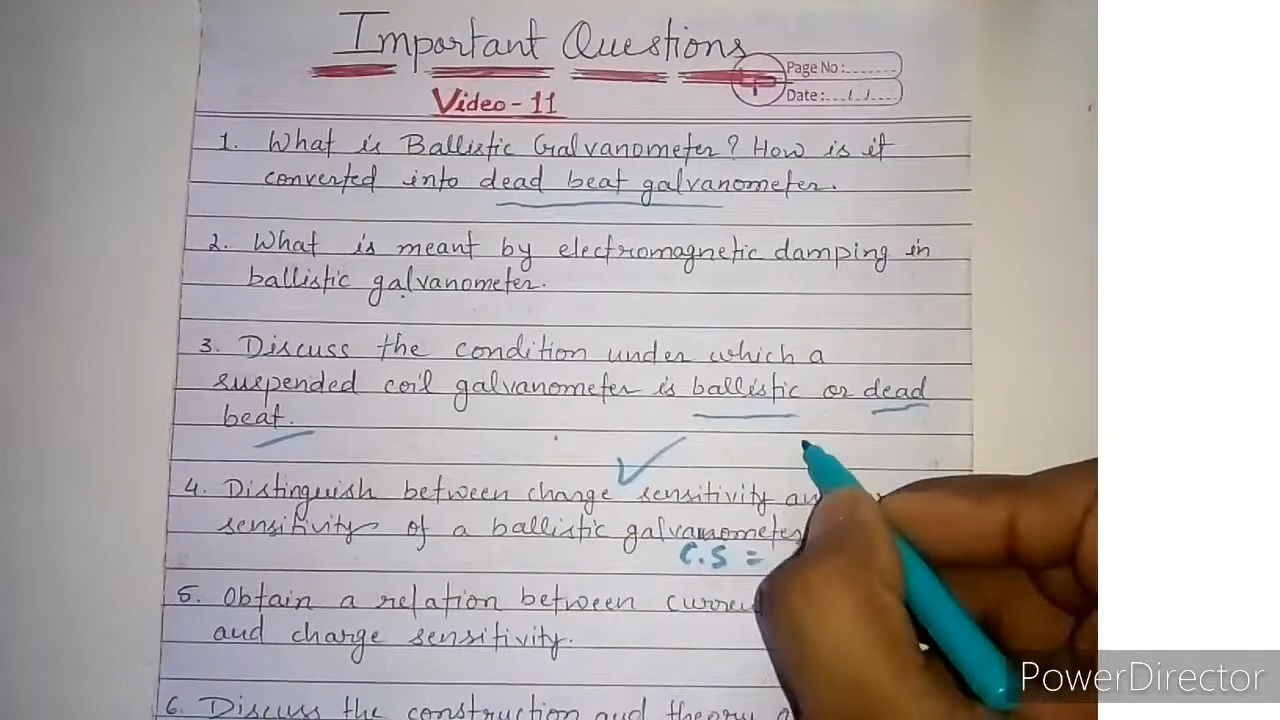 Important Questions
Page No:
Date:
Video-11
1. What is Ballistic Galvanometer? How is it
converted into dead beat galvanometer.
2. What is meant by electromagnetic damping in
ballistic galvanometer.
3. Discuss the condition under which a
suspended coil galvanometer is ballistic or dead
beat.
4. Distinguish between charge sensitivity
sensitivity of a ballistic galvanometer
C.S =
5. Obtain a relation between
and charge sensitivity.
6. Discuss the construction and theory
PowerDirector